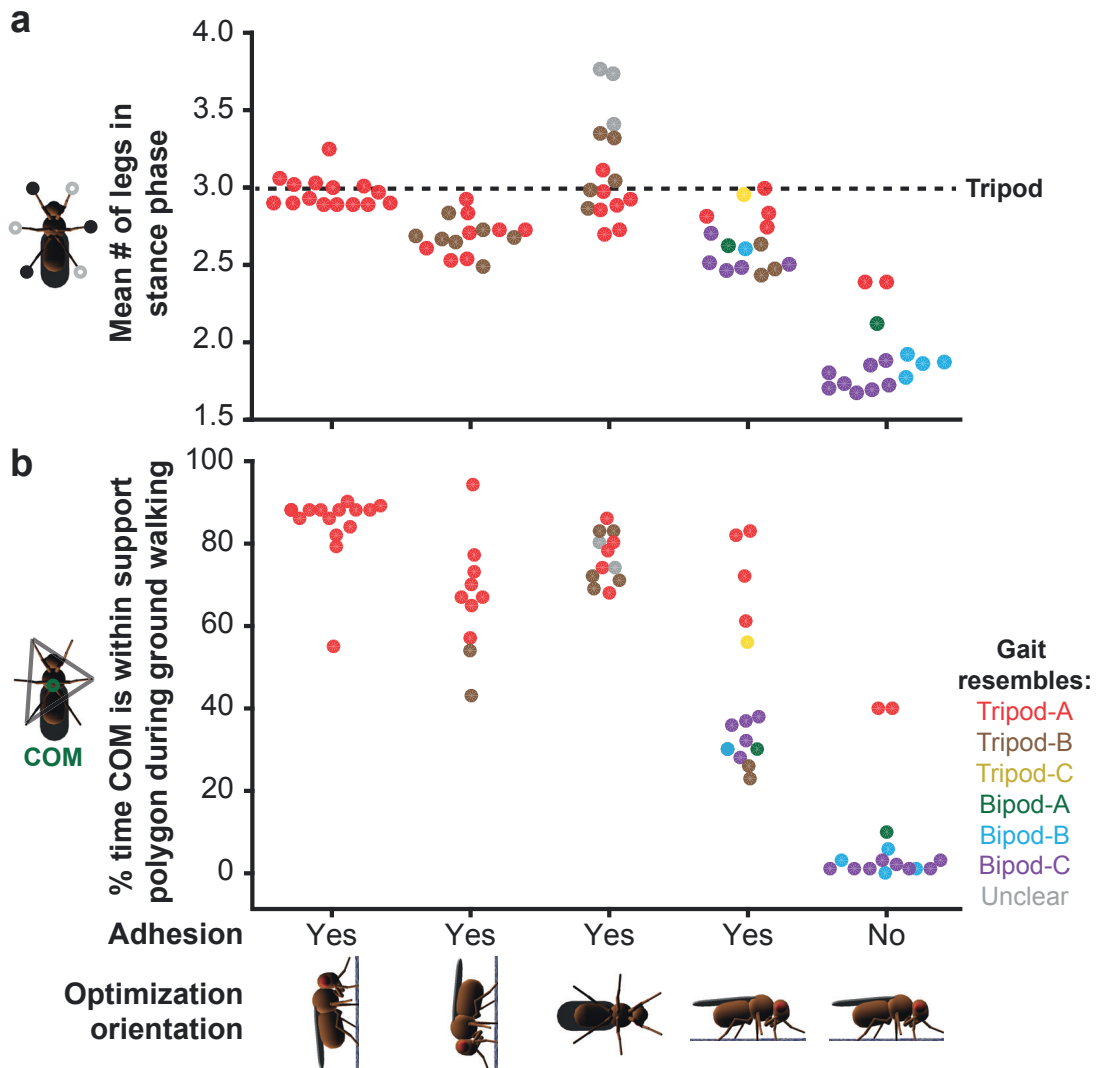 a
Mean # of legs in
stance phase
4.0
3.5
3.0
2.5
2.0
1.5
Tripod
b
% time COM is within support
polygon during ground walking
100
80
60
40
20
0
COM
Gait
resembles:
Tripod-A
Tripod-B
Tripod-C
Bipod-A
Bipod-B
Bipod-C
Unclear
Adhesion Yes Yes Yes Yes No
Optimization
orientation